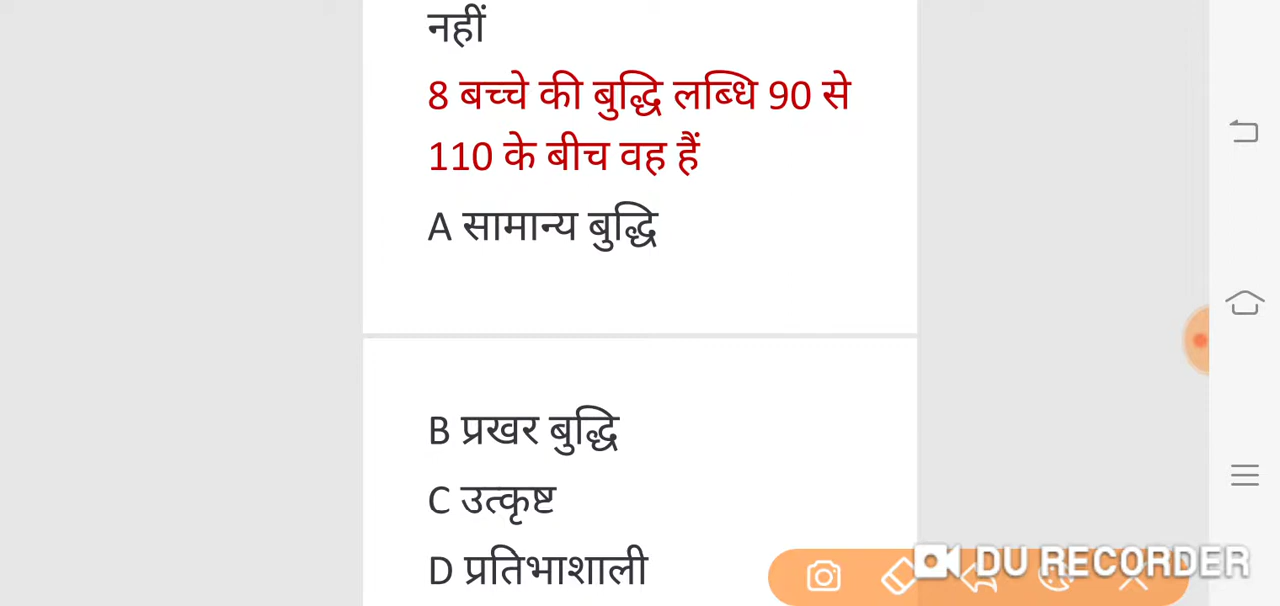 नहीं
8 बच्चे की बुद्धि लब्धि 90 से
110 के बीच वह हैं
A सामान्य बुद्धि
B प्रखर बुद्धि
C उत्कृष्ट
D प्रतिभाशाली
DU RECORDER